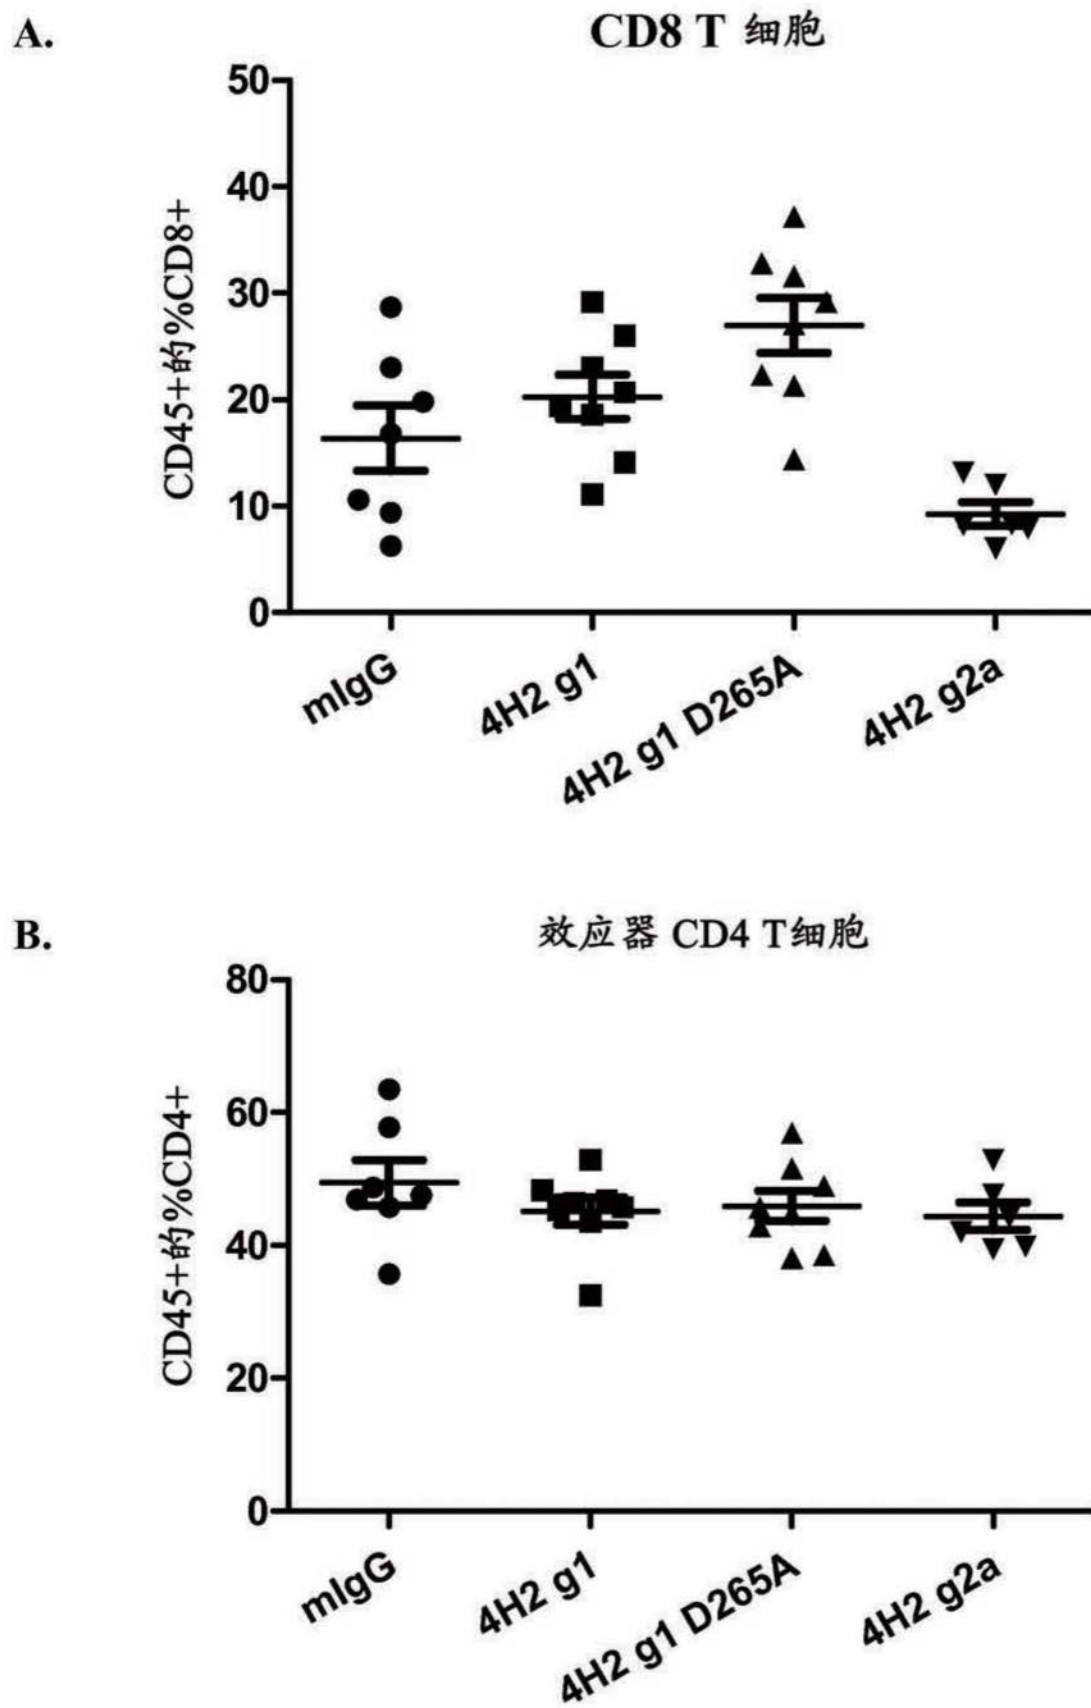 A.
CD8 T 细胞
CD45+的%CD8+
50
40
30
20
10
0
mIgG
4H2 g1
4H2 g1 D265A
4H2 g2a
B.
效应器 CD4 T细胞
CD45+的%CD4+
80
60
40
20
0
mIgG
4H2 g1
4H2 g1 D265A
4H2 g2a